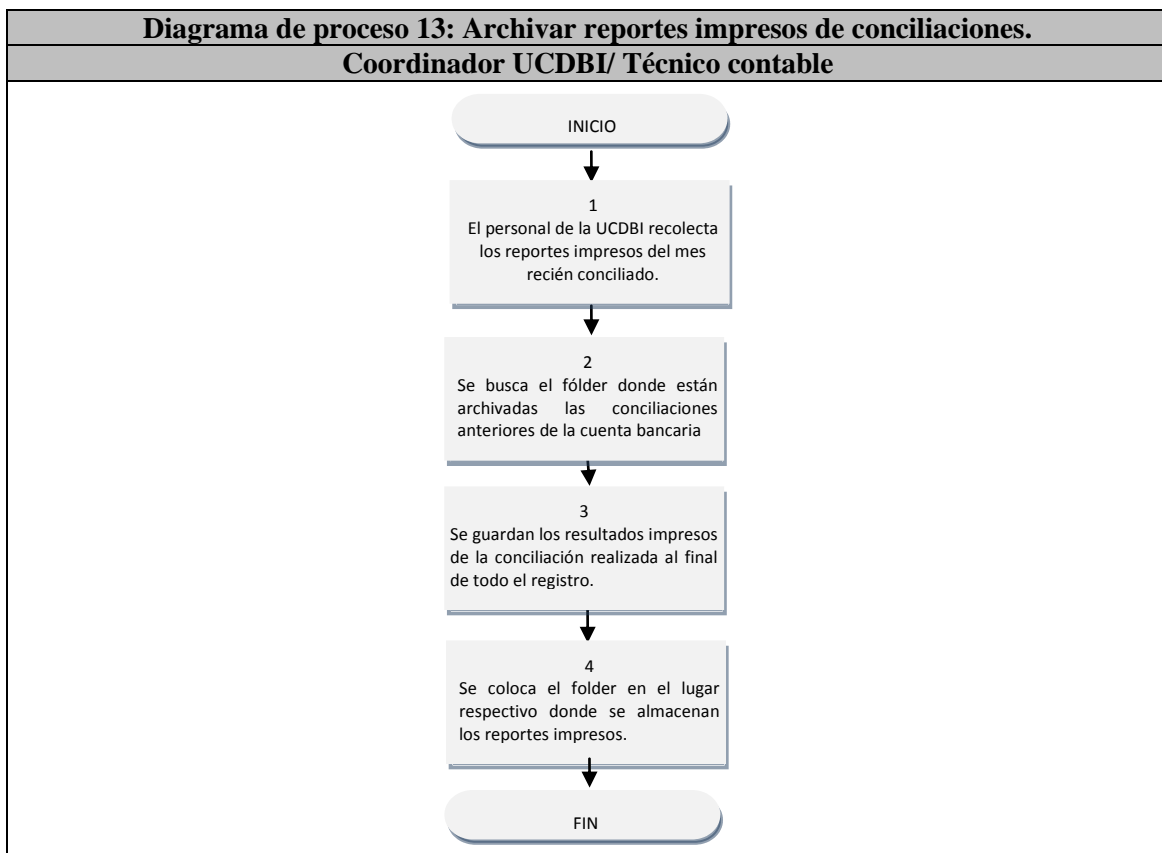 Diagrama de proceso 13: Archivar reportes impresos de conciliaciones.
Coordinador UCDBI/ Técnico contable
INICIO
1
El personal de la UCDBI recolecta
los reportes impresos del mes
recién conciliado.
2
Se busca el fólder donde están
archivadas las conciliaciones
anteriores de la cuenta bancaria
3
Se guardan los resultados impresos
de la conciliación realizada al final
de todo el registro.
4
Se coloca el folder en el lugar
respectivo donde se almacenan
los reportes impresos.
FIN